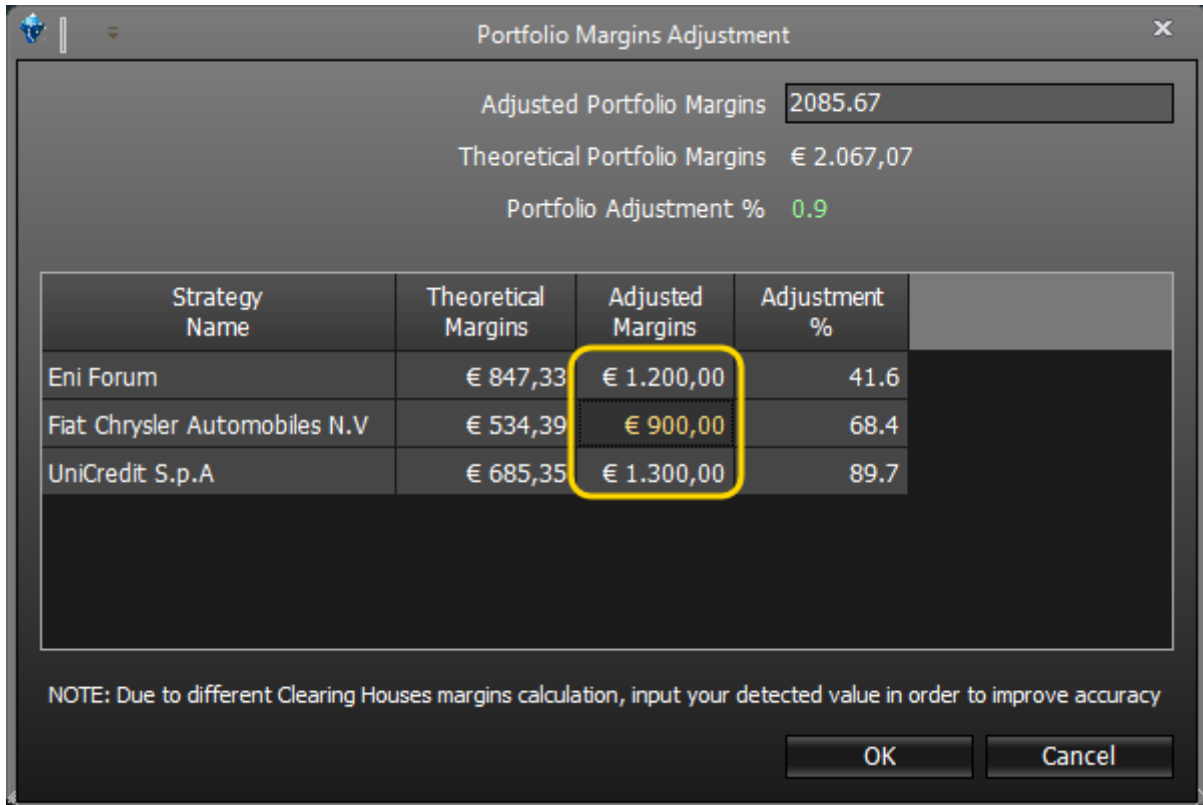 Portfolio Margins Adjustment
Adjusted Portfolio Margins 2085.67
Theoretical Portfolio Margins € 2.067,07
Portfolio Adjustment % 0.9
Strategy Name Theoretical Margins Adjusted Margins Adjustment %
Eni Forum € 847,33 € 1.200,00 41.6
Fiat Chrysler Automobiles N.V € 534,39 € 900,00 68.4
UniCredit S.p.A € 685,35 € 1.300,00 89.7
NOTE: Due to different Clearing Houses margins calculation, input your detected value in order to improve accuracy
OK Cancel